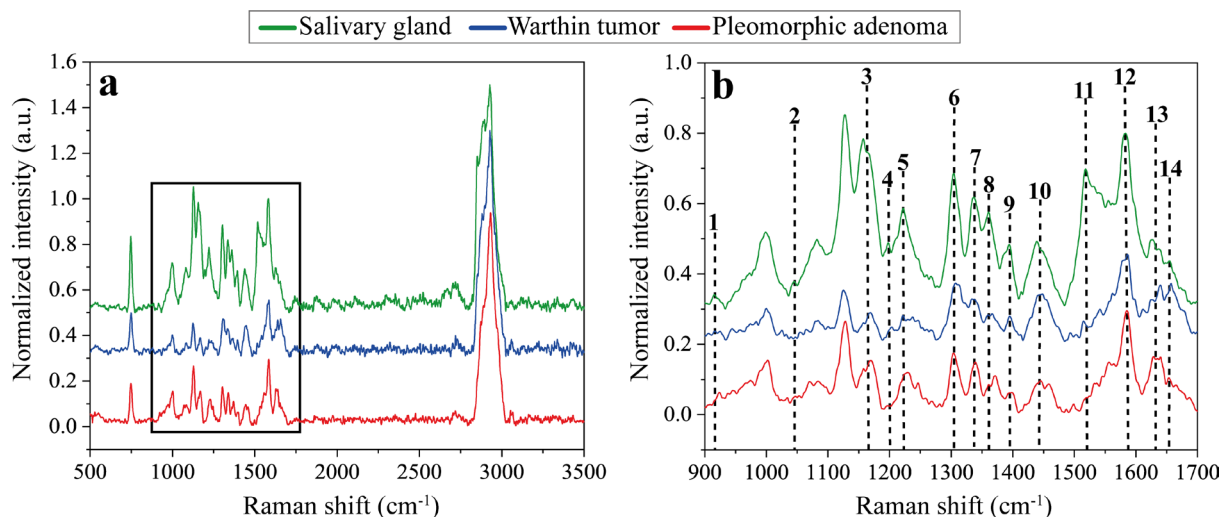 Salivary gland Warthin tumor Pleomorphic adenoma
a
Normalized intensity (a.u.)
1.6
1.4
1.2
1.0
0.8
0.6
0.4
0.2
0.0
500 1000 1500 2000 2500 3000 3500
Raman shift (cm⁻¹)
b
Normalized intensity (a.u.)
1.0
0.8
0.6
0.4
0.2
0.0
1 2 3 4 5 6 7 8 9 10 11 12 13 14
900 1000 1100 1200 1300 1400 1500 1600 1700
Raman shift (cm⁻¹)